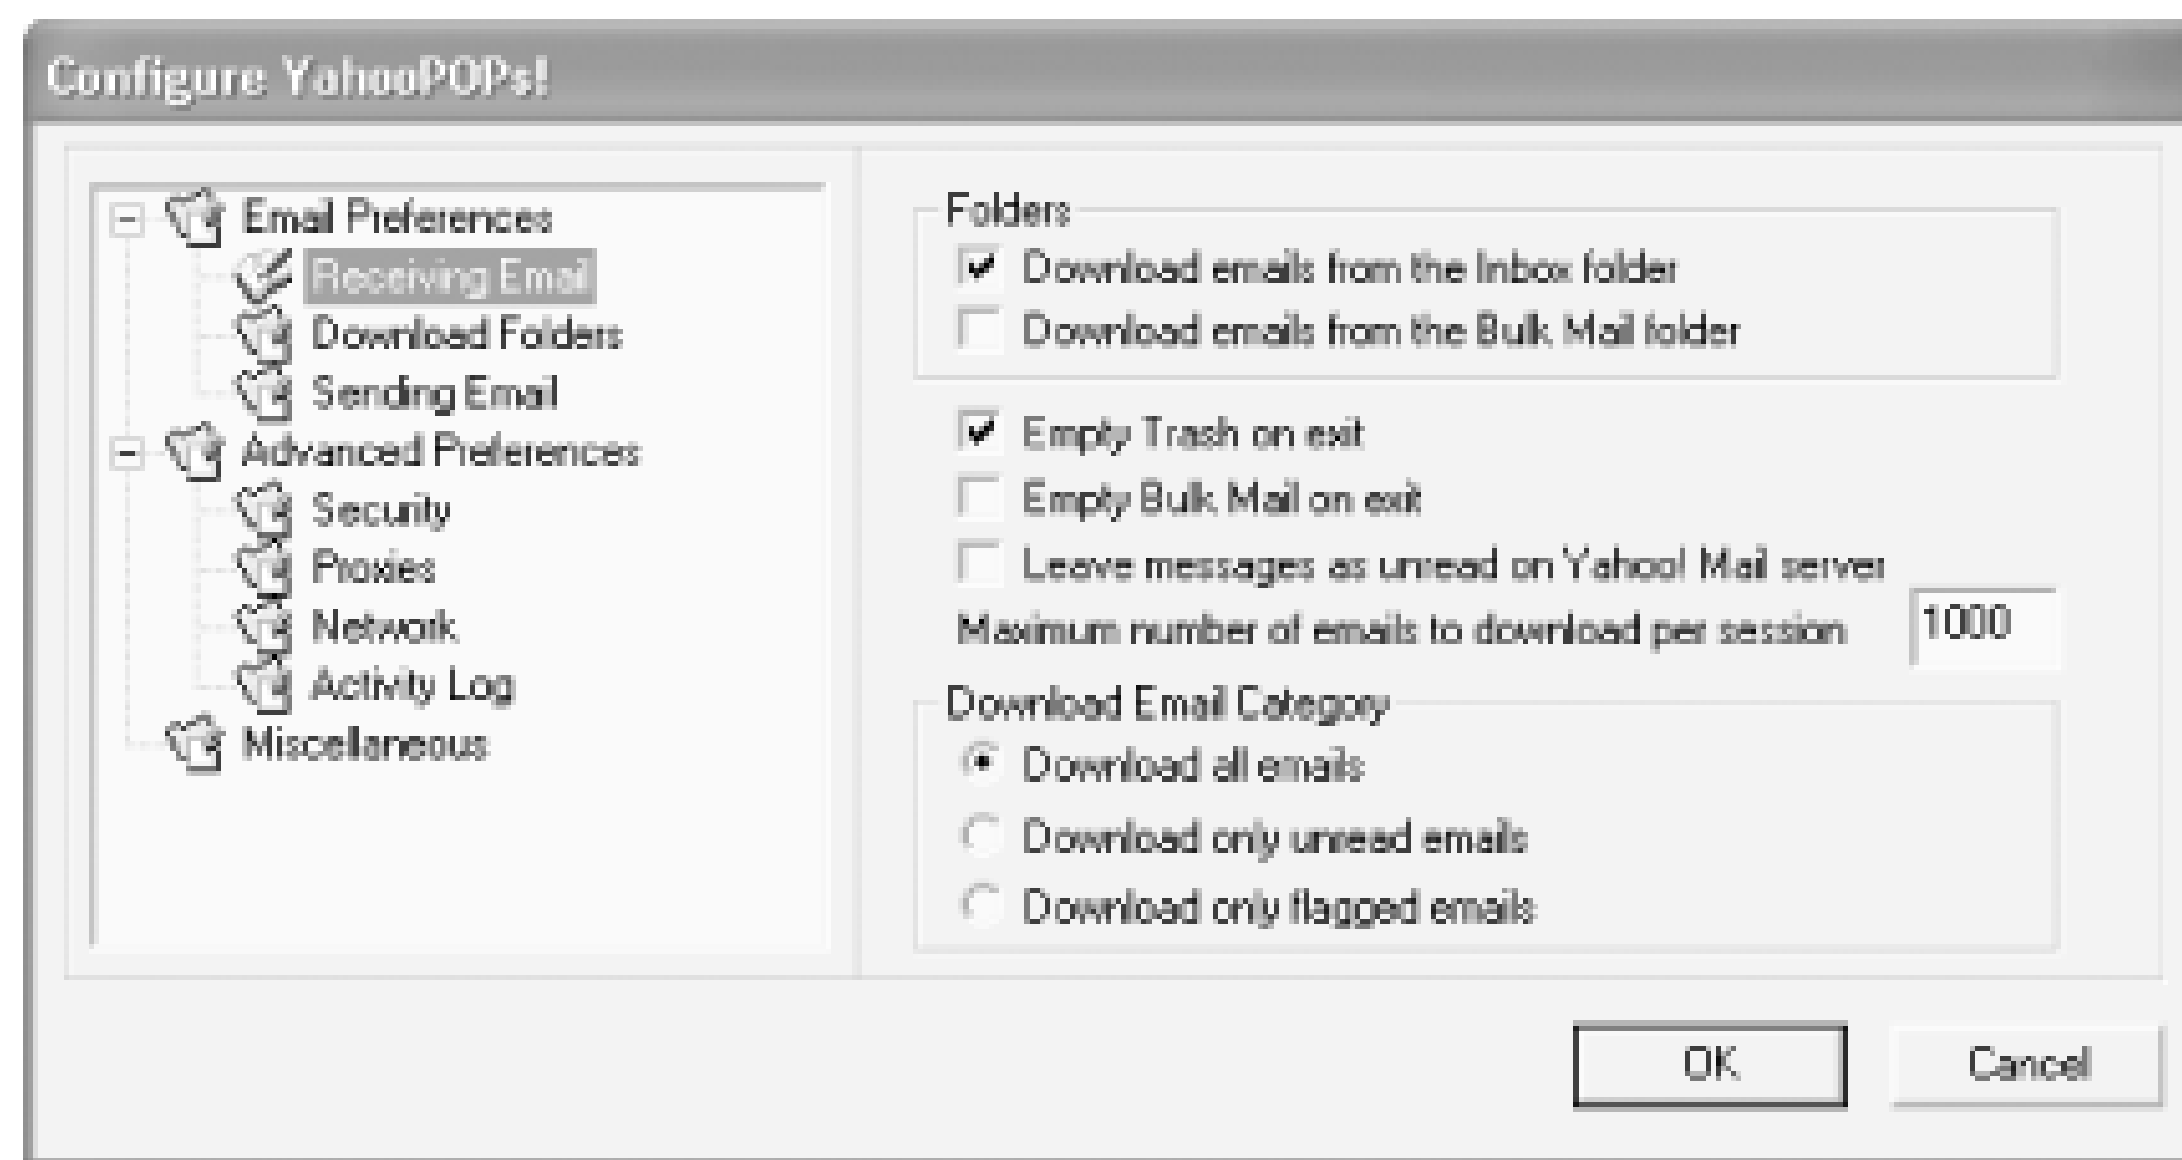 Configure YahooPOPs!
Email Preferences
Receiving Email
Download Folders
Sending Email
Advanced Preferences
Security
Proxies
Network
Activity Log
Miscellaneous
Folders
Download emails from the Inbox folder
Download emails from the Bulk Mail folder
Empty Trash on exit
Empty Bulk Mail on exit
Leave messages as unread on Yahoo! Mail server
Maximum number of emails to download per session 1000
Download Email Category
Download all emails
Download only unread emails
Download only flagged emails
OK Cancel